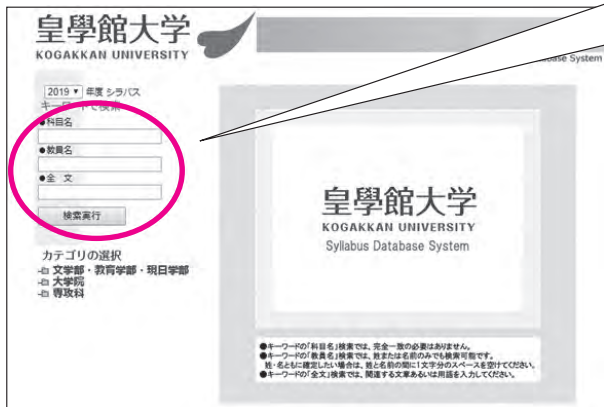 皇學館大学
KOGAKKAN UNIVERSITY
base System
2019 年度 シラバス
キーワードで検索
●科目名
●教員名
●全 文
検索実行
カテゴリの選択
文学部・教育学部・現日学部
大学院
専攻科
皇學館大学
KOGAKKAN UNIVERSITY
Syllabus Database System
●キーワードの「科目名」検索では、完全一致の必要はありません。
●キーワードの「教員名」検索では、姓または名前のみでも検索可能です。
姓・名ともに確定したい場合は、姓と名前の間に1文字分のスペースを空けてください。
●キーワードの「全文」検索では、関連する文章あるいは用語を入力してください。